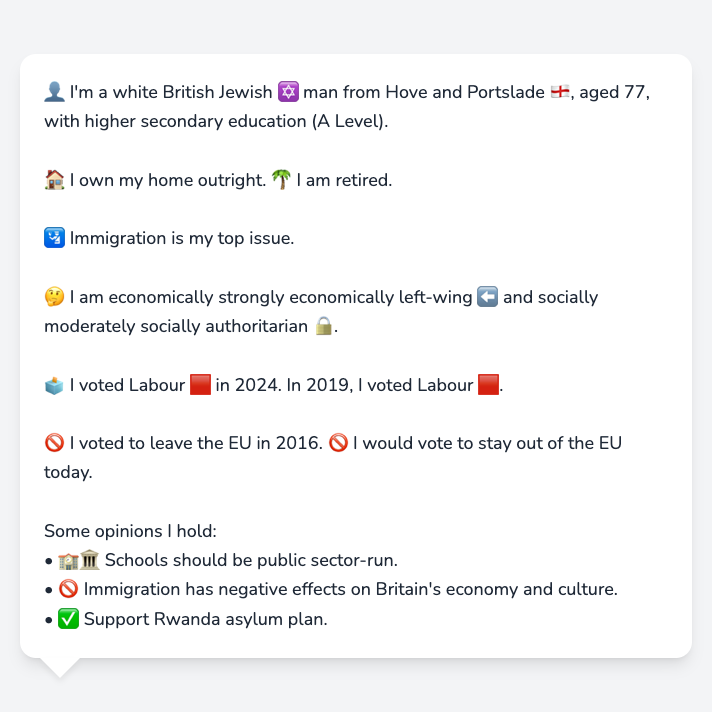 👤 I'm a white British Jewish ✡️ man from Hove and Portslade 🏴󠁧󠁢󠁥󠁮󠁧󠁿, aged 77,
with higher secondary education (A Level).
🏠 I own my home outright. 🌴 I am retired.
🛂 Immigration is my top issue.
🤔 I am economically strongly economically left-wing ⬅️ and socially
moderately socially authoritarian 🔒.
🗳️ I voted Labour 🟥 in 2024. In 2019, I voted Labour 🟥.
🚫 I voted to leave the EU in 2016. 🚫 I would vote to stay out of the EU
today.
Some opinions I hold:
• 🏫🏛️ Schools should be public sector-run.
• 🚫 Immigration has negative effects on Britain's economy and culture.
• ✅ Support Rwanda asylum plan.